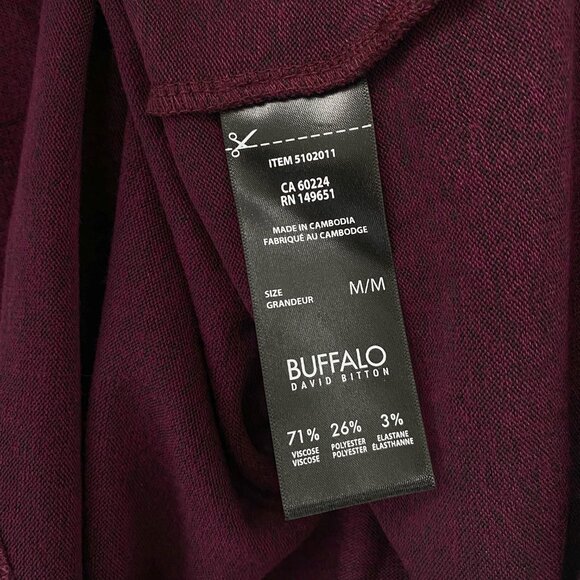 ITEM 5102011
CA 60224
RN 149651
MADE IN CAMBODIA
FABRIQUÉ AU CAMBODGE
SIZE
GRANDEUR
M/M
BUFFALO
DAVID BITTON
71% 26% 3%
VISCOSE POLYESTER ELASTANE
VISCOSE POLYESTER ÉLASTHANNE